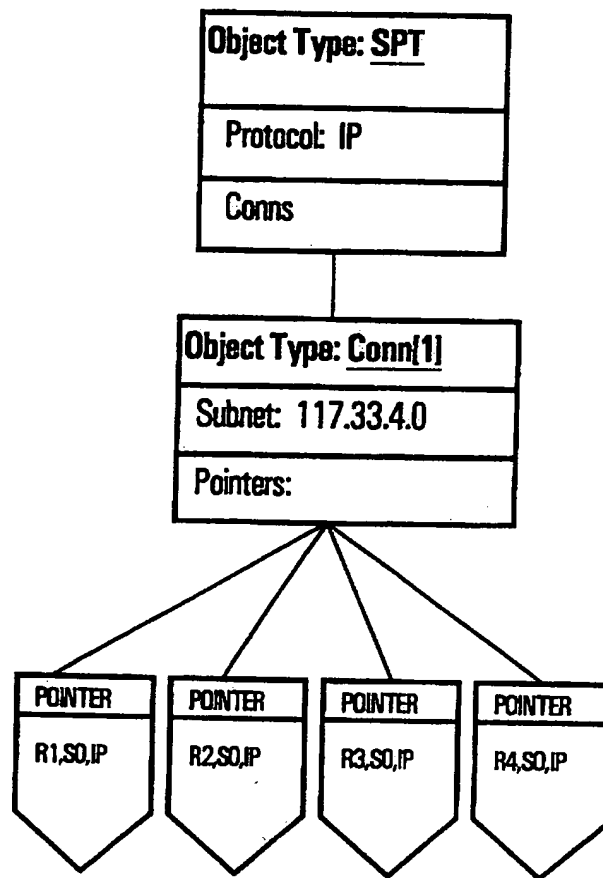 Object Type: SPT
Protocol: IP
Conns
Object Type: Conn[1]
Subnet: 117.33.4.0
Pointers:
POINTER
R1,S0,IP
POINTER
R2,S0,IP
POINTER
R3,S0,IP
POINTER
R4,S0,IP